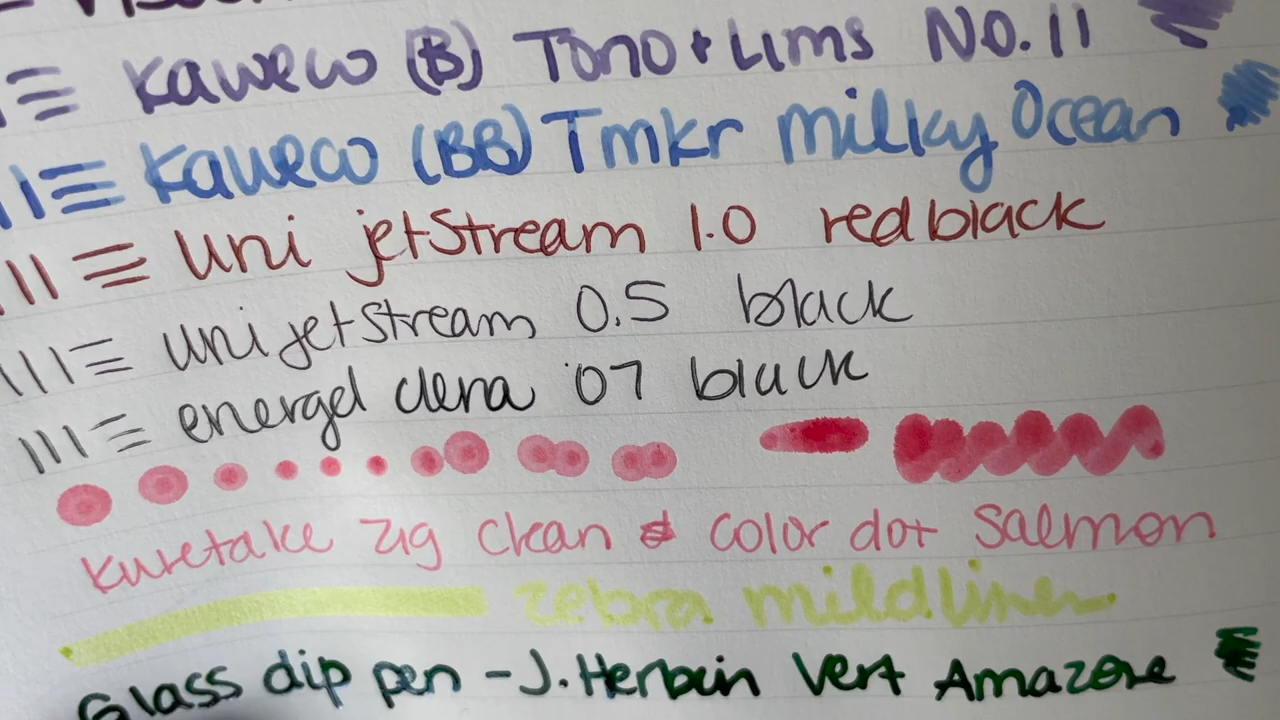 Kaweco (B) Tono + Lims No. 11
Kaweco (BB) Tmkr Milky Ocean
uni jetstream 1.0 redblack
uni jetstream 0.5 black
energel clena 07 black
kuretake zig clean & color dot salmon
zebra mildliner
Glass dip pen - J. Herbin Vert Amazone